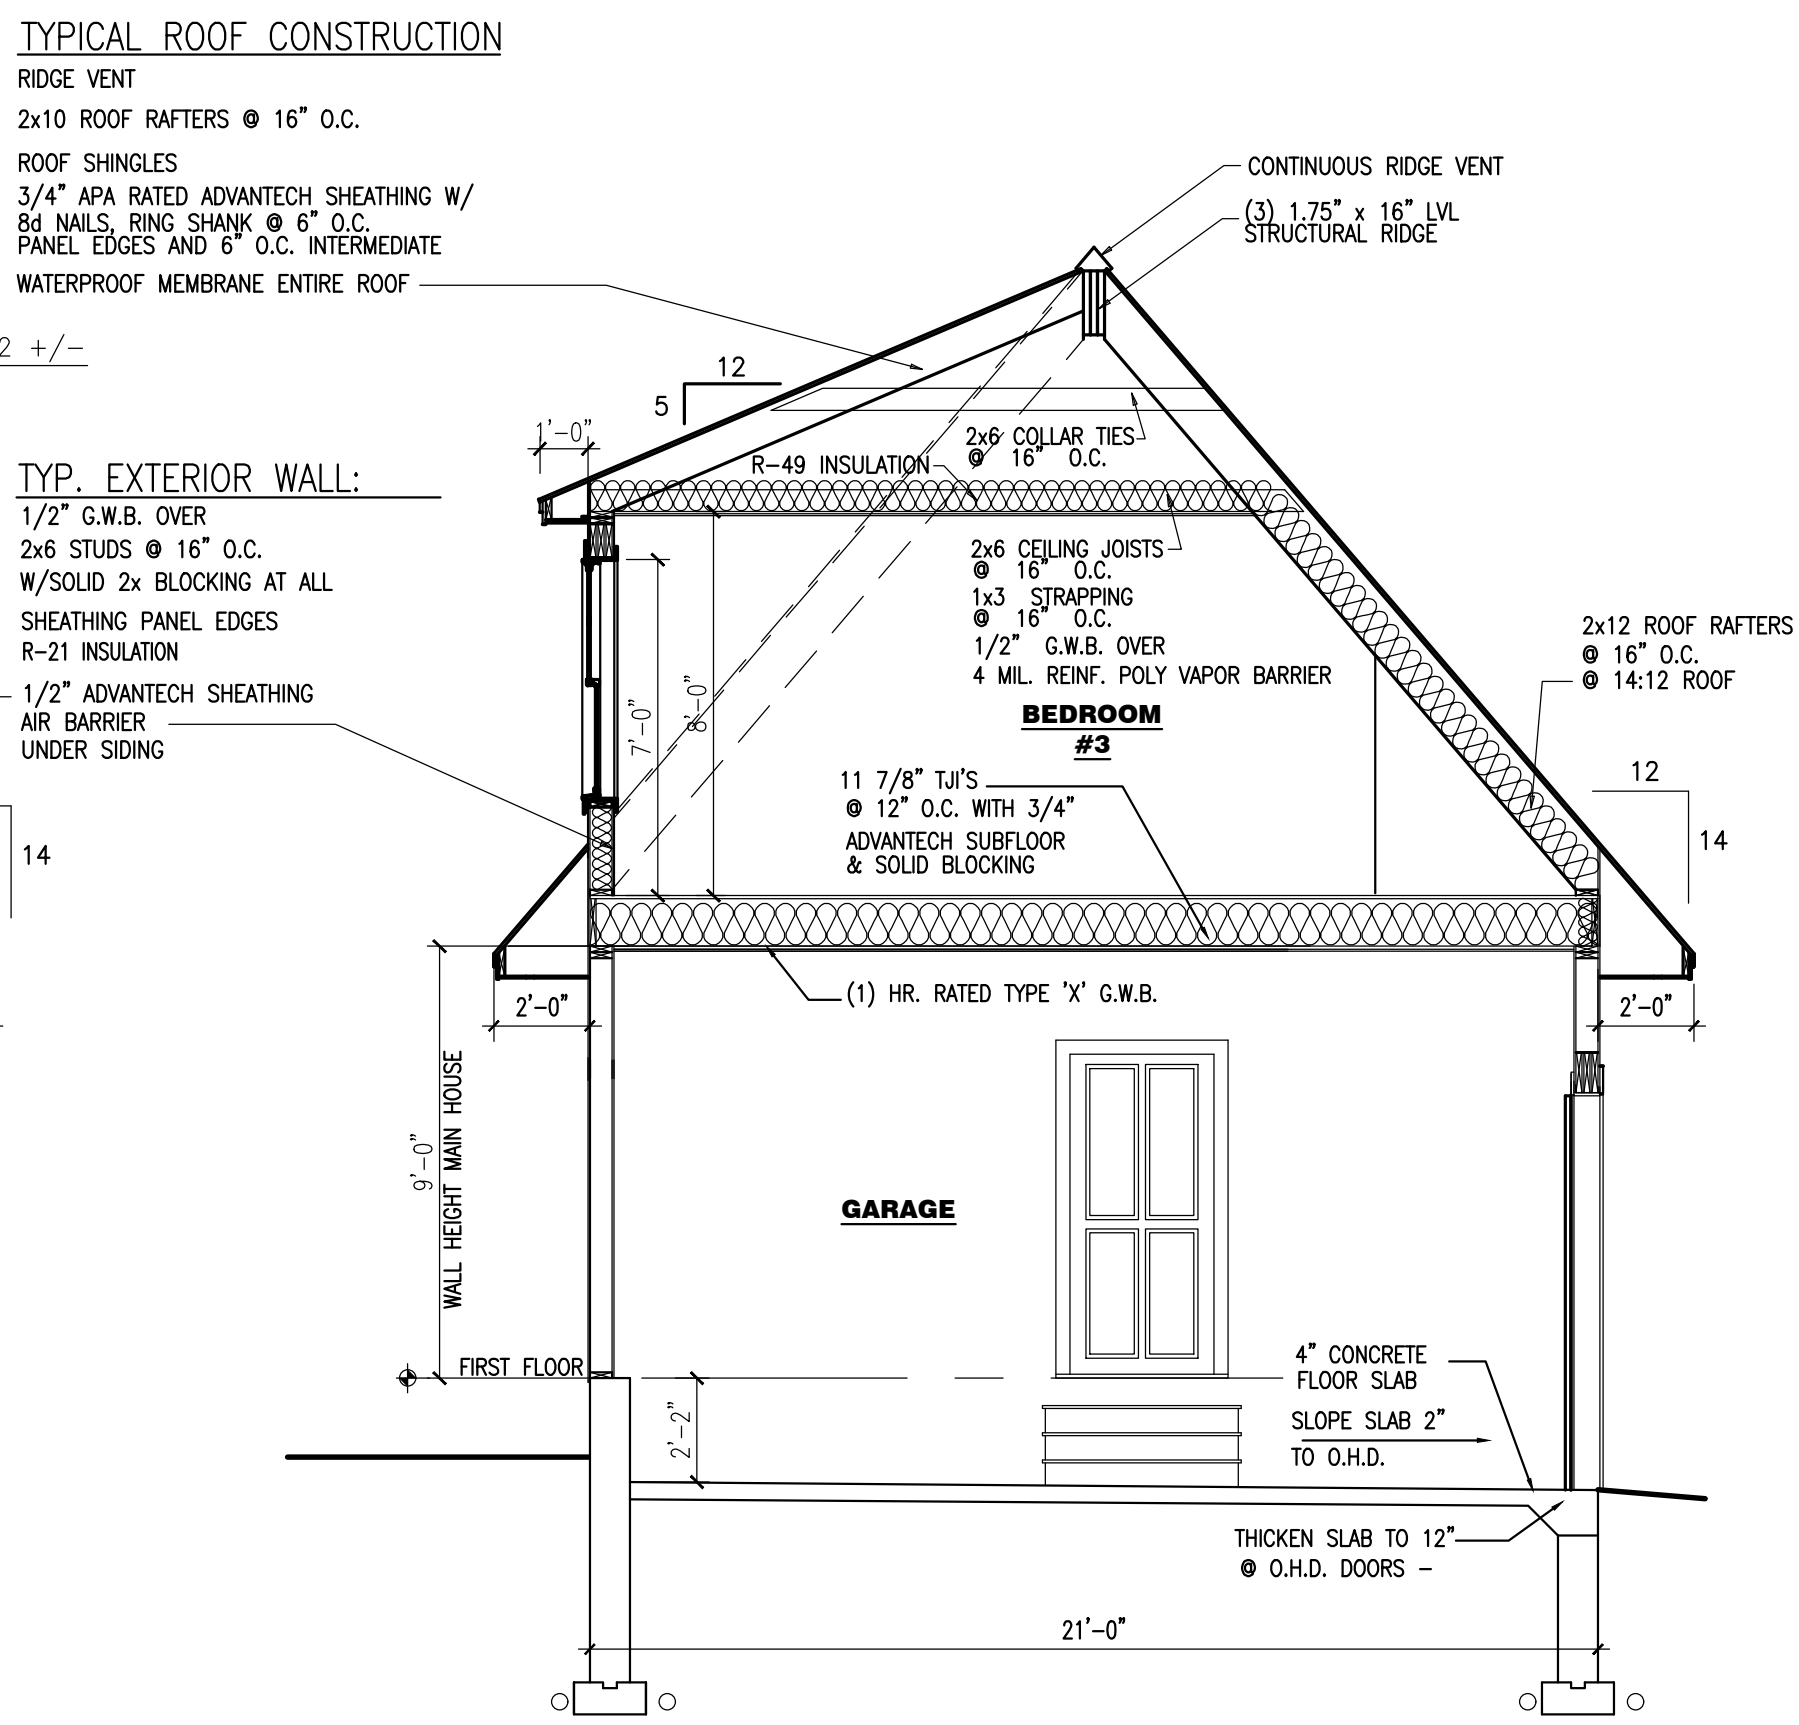 TYPICAL ROOF CONSTRUCTION
RIDGE VENT
2x10 ROOF RAFTERS @ 16" O.C.
ROOF SHINGLES
3/4" APA RATED ADVANTECH SHEATHING W/
8d NAILS, RING SHANK @ 6" O.C.
PANEL EDGES AND 6" O.C. INTERMEDIATE
WATERPROOF MEMBRANE ENTIRE ROOF
2 +/-
CONTINUOUS RIDGE VENT
(3) 1.75" x 16" LVL
STRUCTURAL RIDGE
12
5
1'-0"
2x6 COLLAR TIES
@ 16" O.C.
R-49 INSULATION
TYP. EXTERIOR WALL:
1/2" G.W.B. OVER
2x6 STUDS @ 16" O.C.
W/SOLID 2x BLOCKING AT ALL
SHEATHING PANEL EDGES
R-21 INSULATION
1/2" ADVANTECH SHEATHING
AIR BARRIER
UNDER SIDING
14
2x6 CEILING JOISTS
@ 16" O.C.
1x3 STRAPPING
@ 16" O.C.
1/2" G.W.B. OVER
4 MIL. REINF. POLY VAPOR BARRIER
BEDROOM
#3
7'-0"
8'-0"
11 7/8" TJI'S
@ 12" O.C. WITH 3/4"
ADVANTECH SUBFLOOR
& SOLID BLOCKING
2x12 ROOF RAFTERS
@ 16" O.C.
@ 14:12 ROOF
12
14
(1) HR. RATED TYPE 'X' G.W.B.
2'-0"
2'-0"
9'-0"
WALL HEIGHT MAIN HOUSE
GARAGE
FIRST FLOOR
2'-2"
4" CONCRETE
FLOOR SLAB
SLOPE SLAB 2"
TO O.H.D.
THICKEN SLAB TO 12"
@ O.H.D. DOORS -
21'-0"